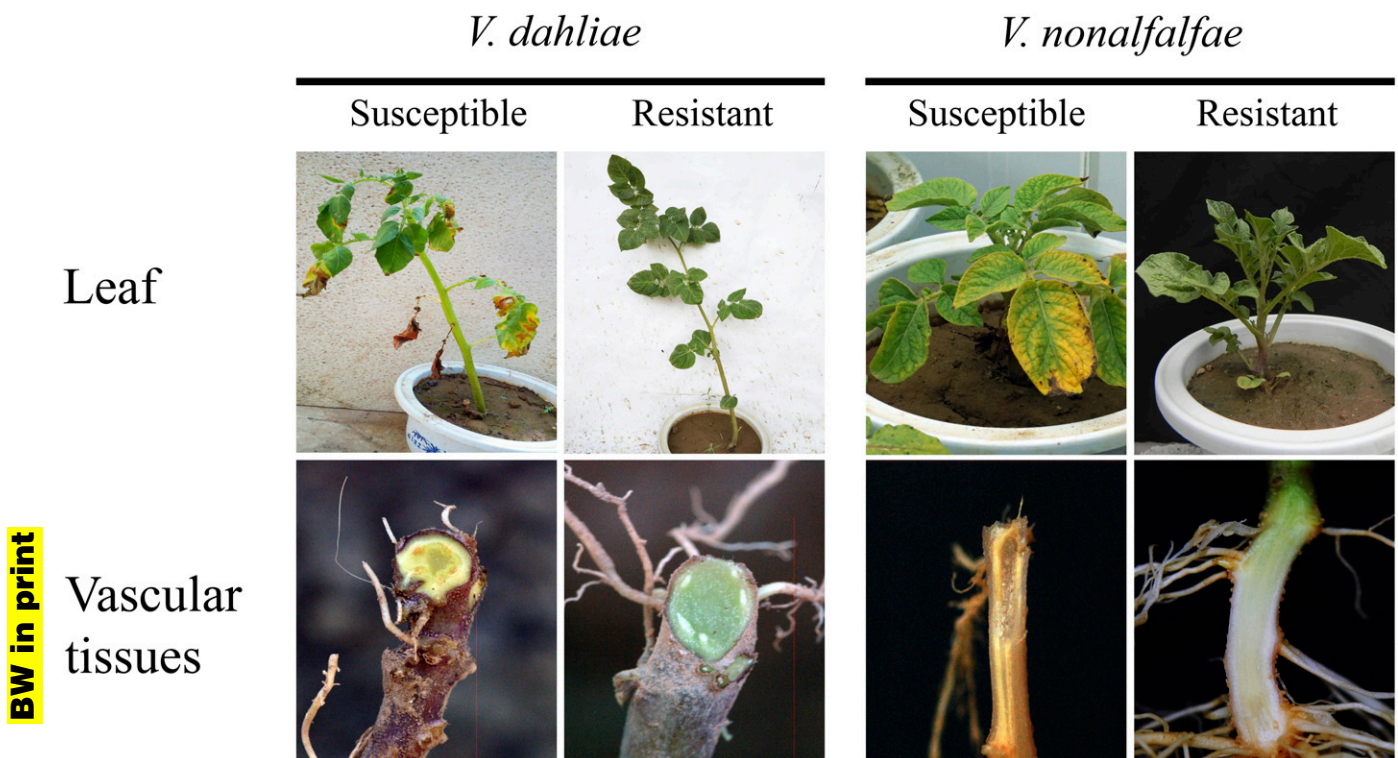 V. dahliae
V. nonalfalfae
Susceptible
Resistant
Susceptible
Resistant
Leaf
Vascular
tissues
BW in print